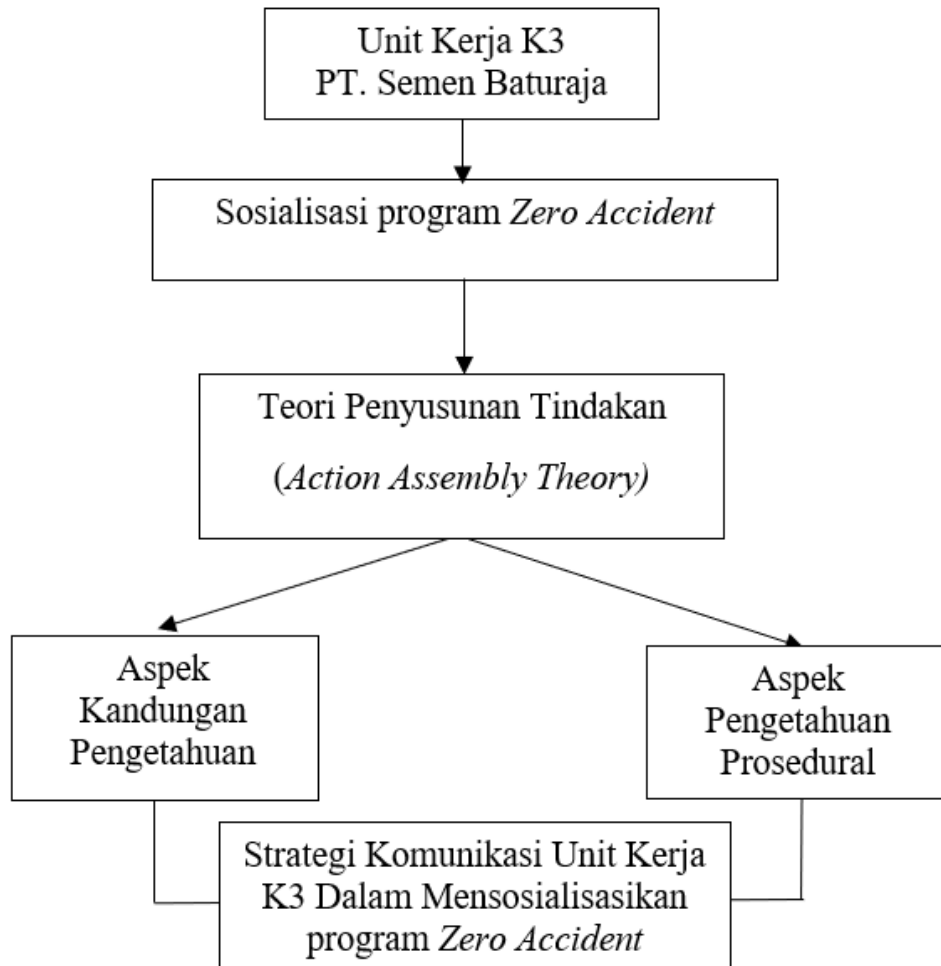 Unit Kerja K3
PT. Semen Baturaja
Sosialisasi program Zero Accident
Teori Penyusunan Tindakan
(Action Assembly Theory)
Aspek
Kandungan
Pengetahuan
Aspek
Pengetahuan
Prosedural
Strategi Komunikasi Unit Kerja
K3 Dalam Mensosialisasikan
program Zero Accident